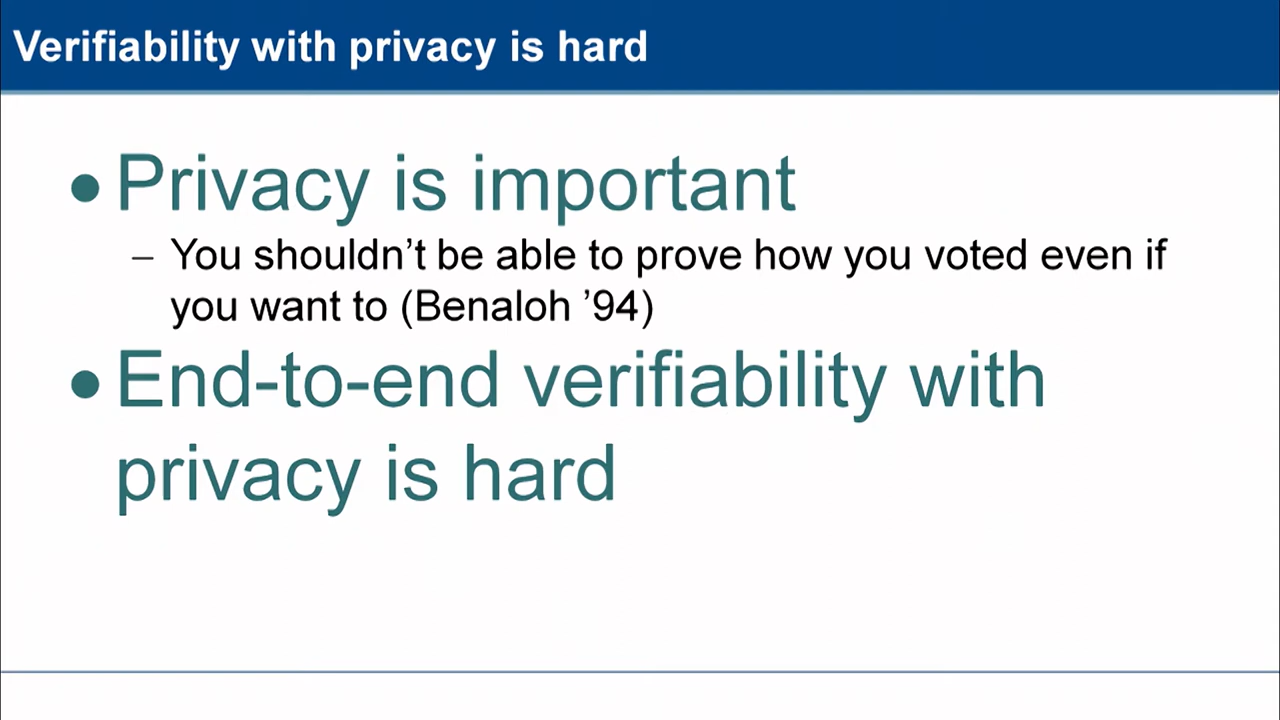 Verifiability with privacy is hard
• Privacy is important
– You shouldn’t be able to prove how you voted even if
you want to (Benaloh ’94)
• End-to-end verifiability with
privacy is hard